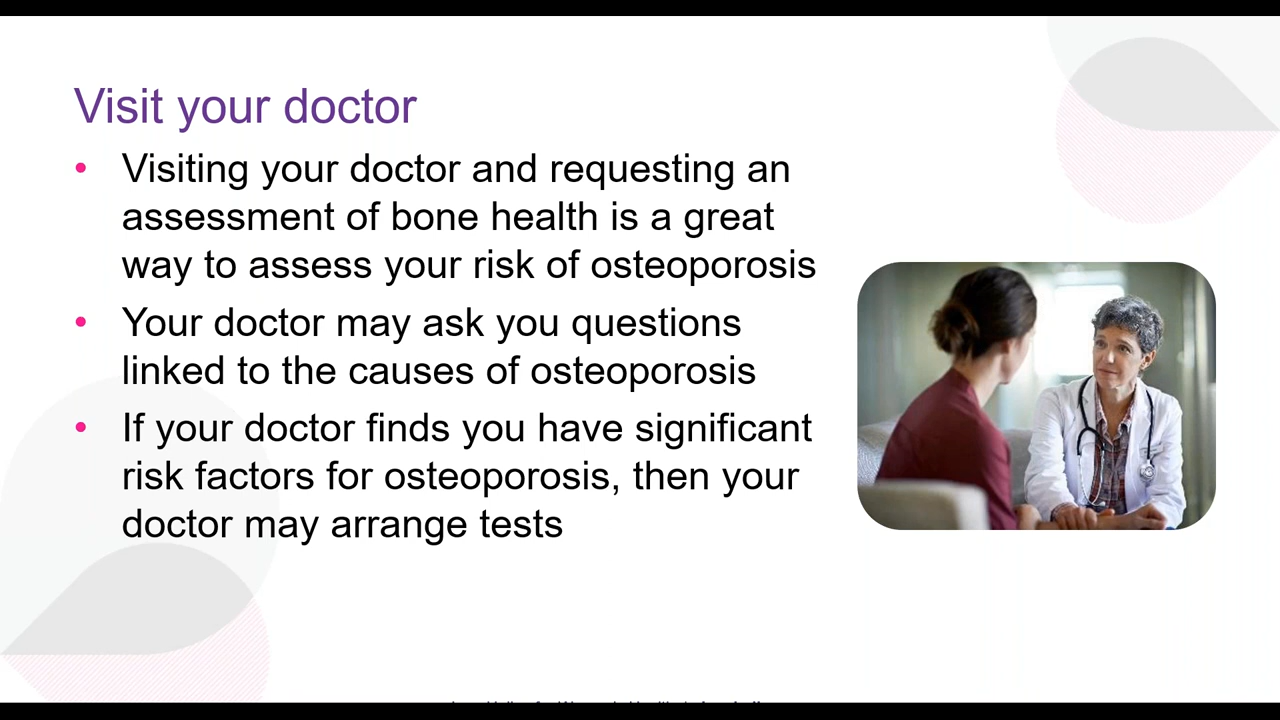 Visit your doctor
• Visiting your doctor and requesting an
assessment of bone health is a great
way to assess your risk of osteoporosis
• Your doctor may ask you questions
linked to the causes of osteoporosis
• If your doctor finds you have significant
risk factors for osteoporosis, then your
doctor may arrange tests